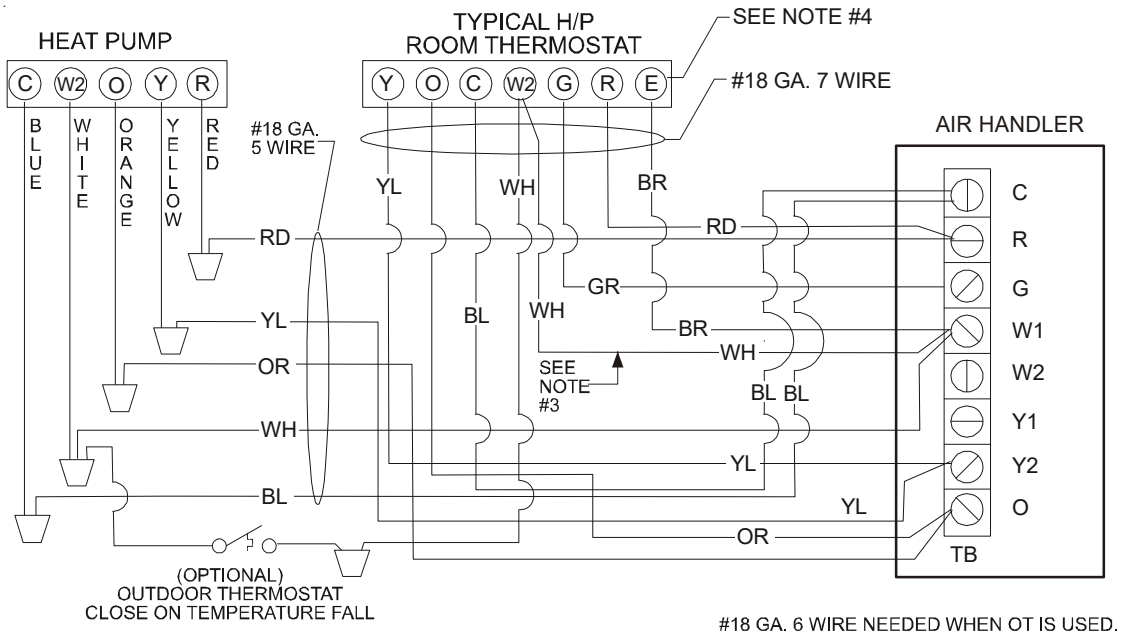 HEAT PUMP
C W2 O Y R
BLUE
WHITE
ORANGE
YELLOW
RED
#18 GA.
5 WIRE
TYPICAL H/P
ROOM THERMOSTAT
Y O C W2 G R E
SEE NOTE #4
#18 GA. 7 WIRE
AIR HANDLER
YL
WH
BR
C
RD
RD
R
GR
G
BL
WH
YL
BR
W1
WH
OR
SEE
NOTE
#3
W2
BL BL
Y1
WH
YL
Y2
BL
YL
O
OR
TB
(OPTIONAL)
OUTDOOR THERMOSTAT
CLOSE ON TEMPERATURE FALL
#18 GA. 6 WIRE NEEDED WHEN OT IS USED.